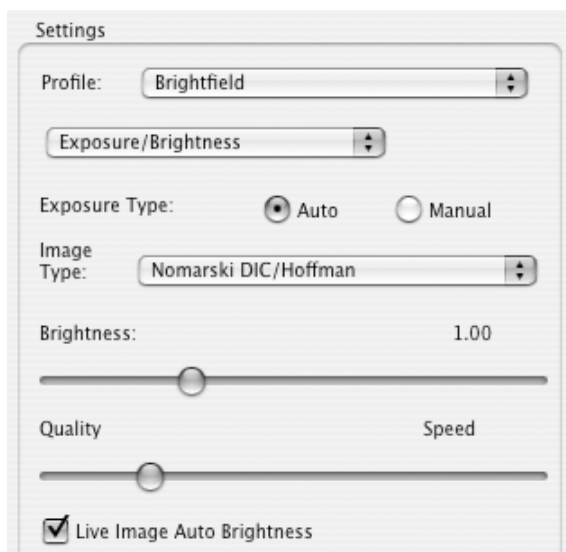 Settings
Profile: Brightfield
Exposure/Brightness
Exposure Type: Auto Manual
Image
Type: Nomarski DIC/Hoffman
Brightness: 1.00
Quality Speed
Live Image Auto Brightness